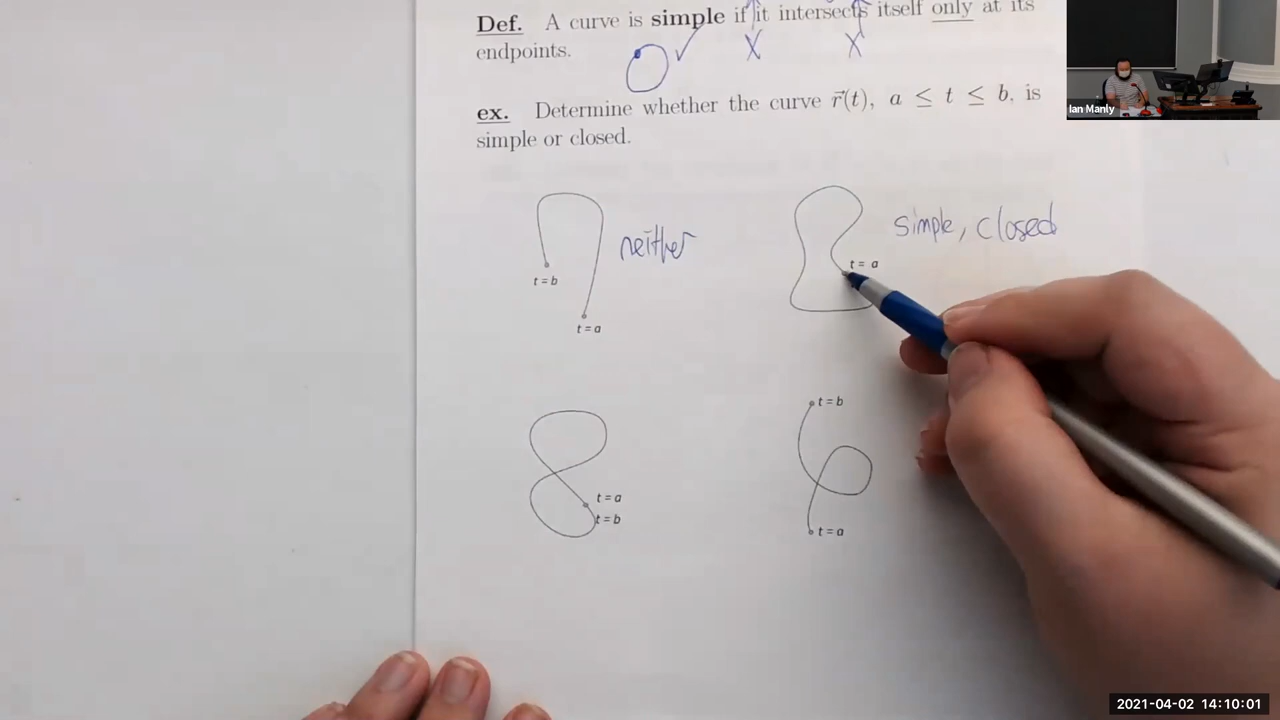 Def. A curve is simple if it intersects itself only at its
endpoints.
X X
ex. Determine whether the curve r⃗(t), a ≤ t ≤ b, is
simple or closed.
neither
simple, closed
t = a
t = b
t = a
t = b
t = a
t = b
t = a
Ian Manly
2021-04-02 14:10:01